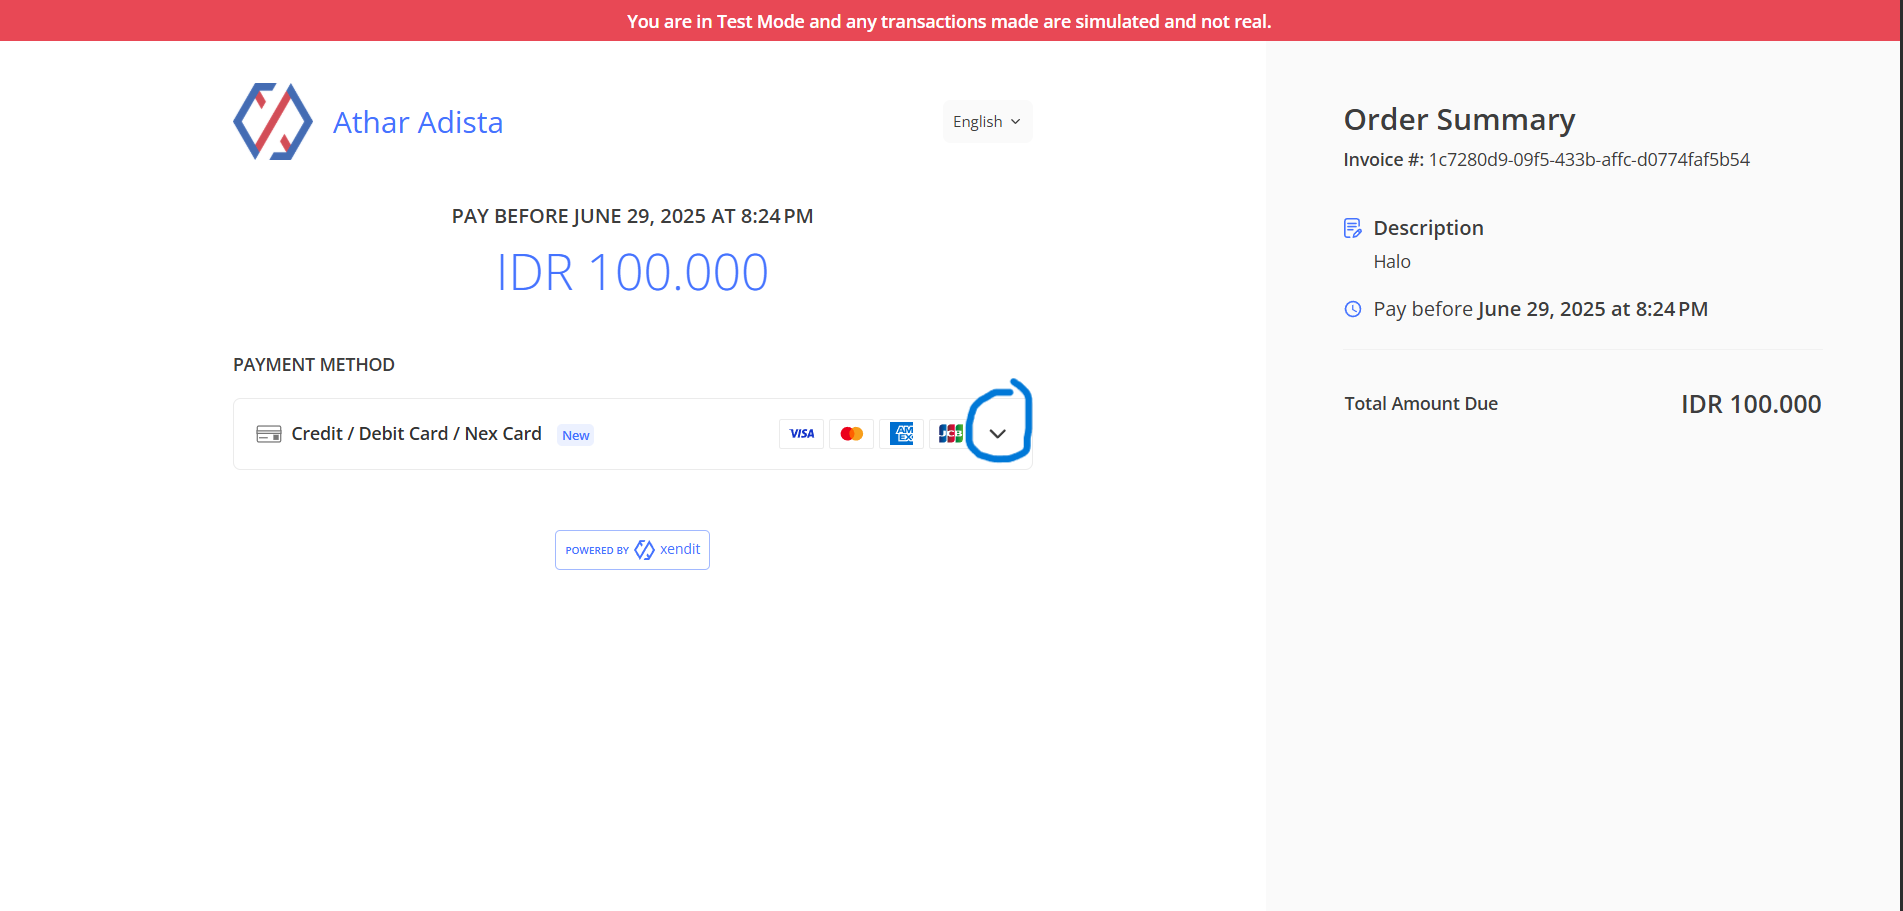 You are in Test Mode and any transactions made are simulated and not real.
Athar Adista
English
PAY BEFORE JUNE 29, 2025 AT 8:24 PM
IDR 100.000
PAYMENT METHOD
Credit / Debit Card / Nex Card New VISA AMEX JCB
POWERED BY xendit
Order Summary
Invoice #: 1c7280d9-09f5-433b-affc-d0774faf5b54
Description
Halo
Pay before June 29, 2025 at 8:24 PM
Total Amount Due IDR 100.000